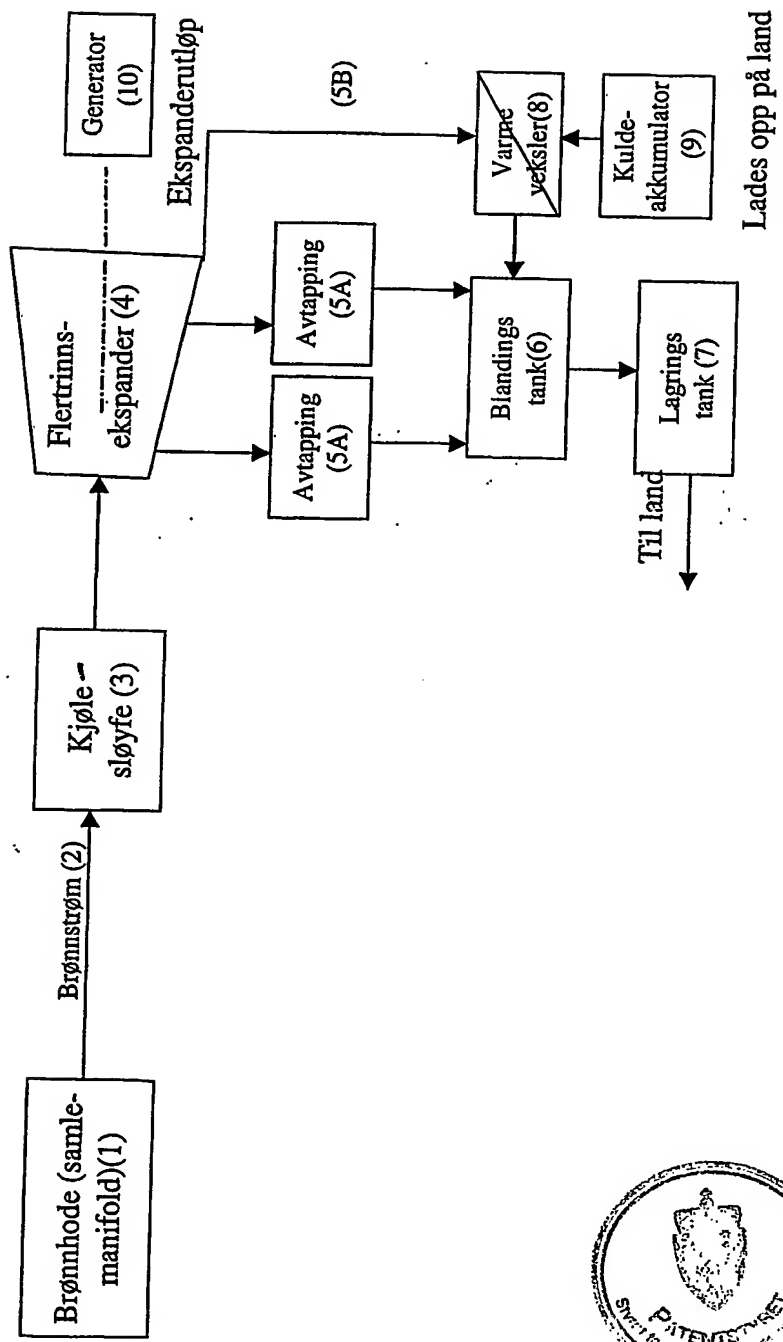 Brønnhode (samle-
manifold)(1)
Brønnstrøm (2)
Kjøle –
sløyfe (3)
Flertrinns-
ekspander (4)
Generator
(10)
Ekspanderutløp
(5B)
Avtapping
(5A)
Avtapping
(5A)
Varme
veksler(8)
Kulde-
akkumulator
(9)
Blandings
tank(6)
Lagrings
tank (7)
Til land
Lades opp på land
PATENTSTYRET